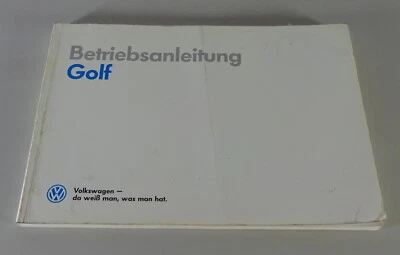 Betriebsanleitung
Golf
Volkswagen –
da weiß man, was man hat.